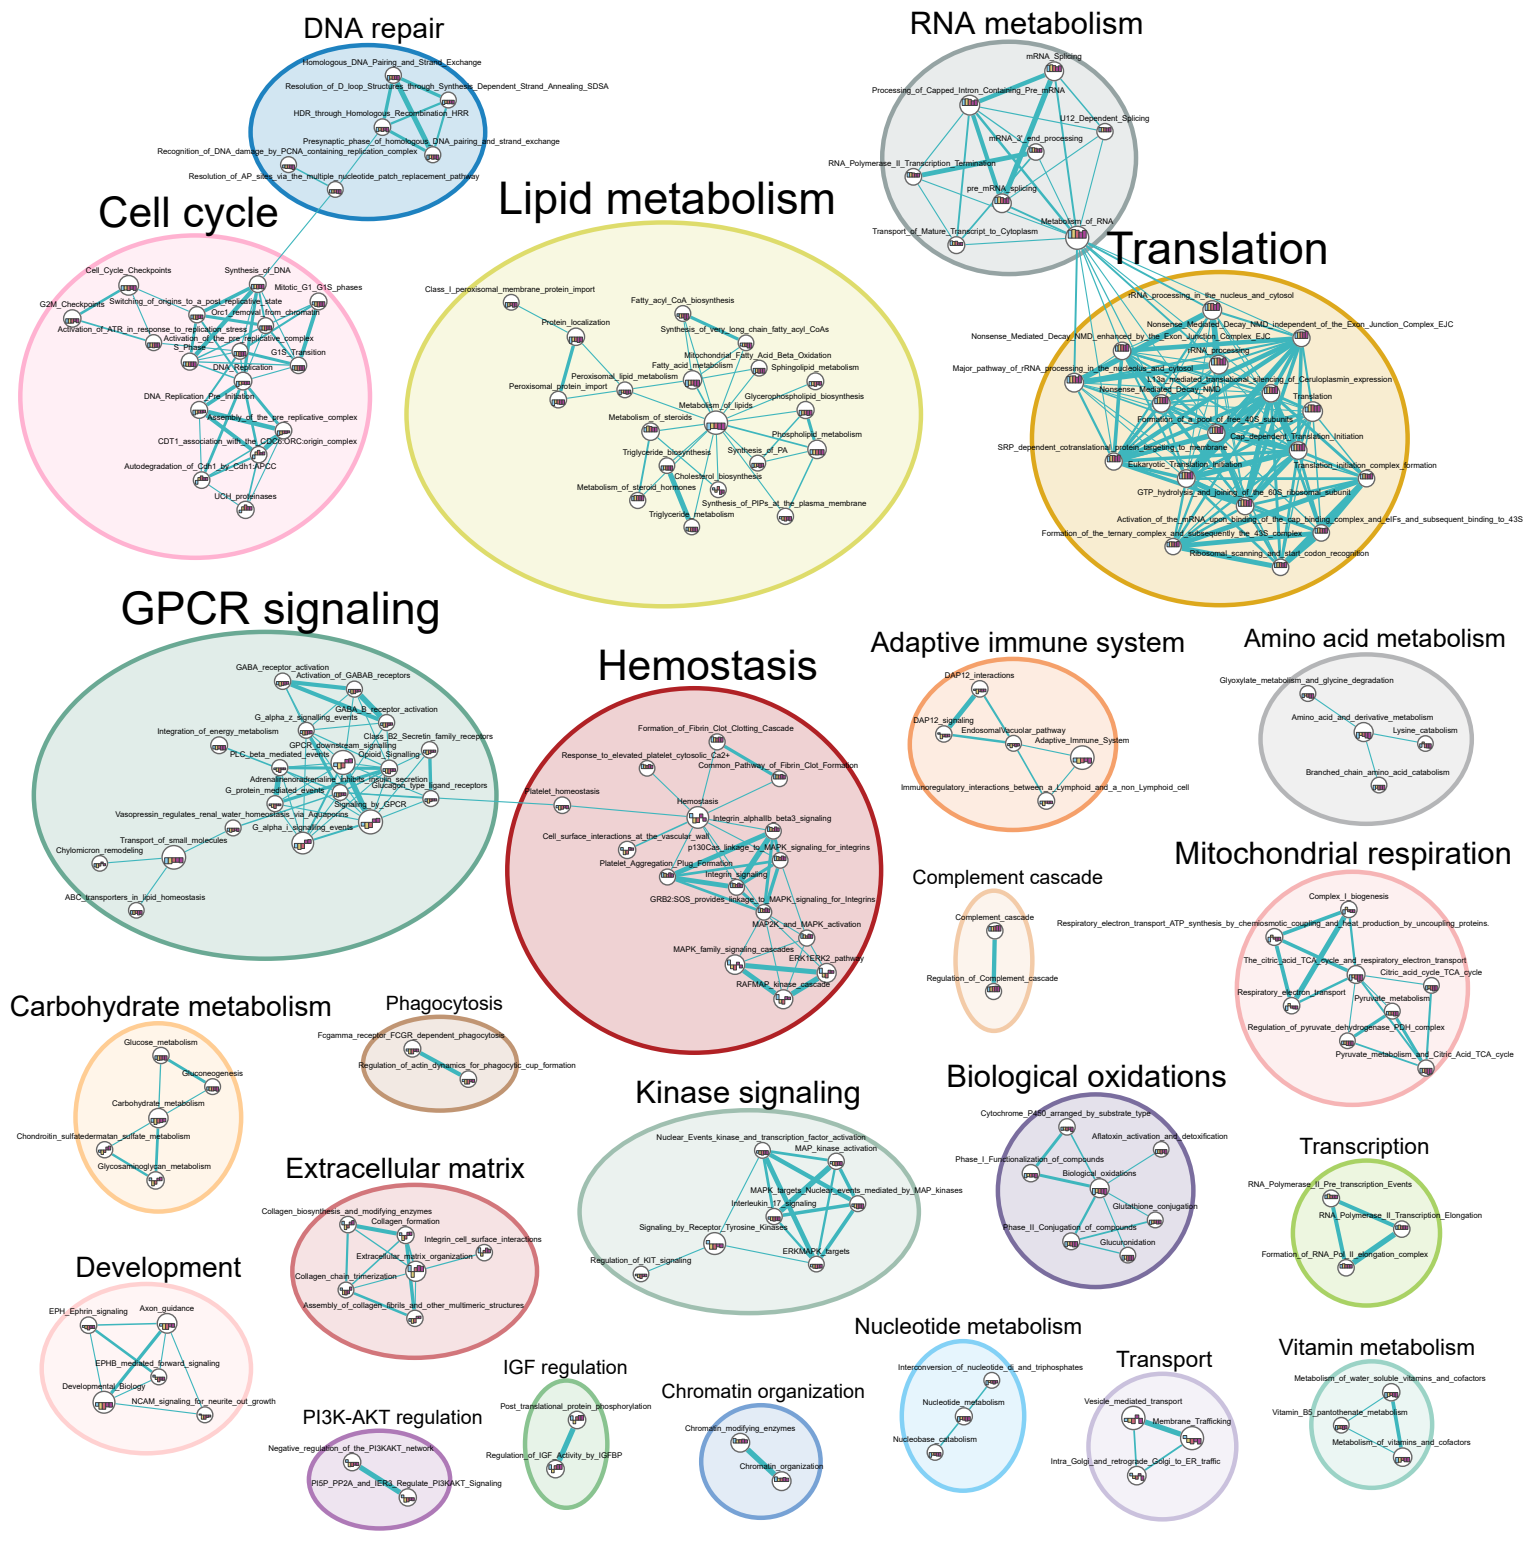 DNA repair
Homologous_DNA_Pairing_and_Strand_Exchange
Resolution_of_D_loop_Structures_through_Synthesis_Dependent_Strand_Annealing_SDSA
HDR_through_Homologous_Recombination_HRR
Presynaptic_phase_of_homologous_DNA_pairing_and_strand_exchange
Recognition_of_DNA_damage_by_PCNA_containing_replication_complex
Resolution_of_AP_sites_via_the_multiple_nucleotide_patch_replacement_pathway
RNA metabolism
mRNA_Splicing
Processing_of_Capped_Intron_Containing_Pre_mRNA
U12_Dependent_Splicing
mRNA_3'_end_processing
RNA_Polymerase_II_Transcription_Termination
pre_mRNA_splicing
Metabolism_of_RNA
Transport_of_Mature_Transcript_to_Cytoplasm
Cell cycle
Cell_Cycle_Checkpoints
Synthesis_of_DNA
Mitotic_G1_G1S_phases
G2M_Checkpoints
Switching_of_origins_to_a_post_replicative_state
Orc1_removal_from_chromatin
Activation_of_ATR_in_response_to_replication_stress
Activation_of_the_pre_replicative_complex
S_Phase
G1S_Transition
DNA_Replication
DNA_Replication_Pre_Initiation
Assembly_of_the_pre_replicative_complex
CDT1_association_with_the_CDC6:ORC:origin_complex
Autodegradation_of_Cdh1_by_Cdh1:APCC
UCH_proteinases
Lipid metabolism
Class_I_peroxisomal_membrane_protein_import
Fatty_acyl_CoA_biosynthesis
Protein_localization
Synthesis_of_very_long_chain_fatty_acyl_CoAs
Mitochondrial_Fatty_Acid_Beta_Oxidation
Fatty_acid_metabolism
Sphingolipid_metabolism
Peroxisomal_lipid_metabolism
Peroxisomal_protein_import
Glycerophospholipid_biosynthesis
Metabolism_of_lipids
Metabolism_of_steroids
Phospholipid_metabolism
Triglyceride_biosynthesis
Synthesis_of_PA
Cholesterol_biosynthesis
Metabolism_of_steroid_hormones
Synthesis_of_PIPs_at_the_plasma_membrane
Triglyceride_metabolism
Translation
rRNA_processing_in_the_nucleus_and_cytosol
Nonsense_Mediated_Decay_NMD_independent_of_the_Exon_Junction_Complex_EJC
Nonsense_Mediated_Decay_NMD_enhanced_by_the_Exon_Junction_Complex_EJC
rRNA_processing
Major_pathway_of_rRNA_processing_in_the_nucleolus_and_cytosol
L13a_mediated_translational_silencing_of_Ceruloplasmin_expression
Nonsense_Mediated_Decay_NMD
Translation
Formation_of_a_pool_of_free_40S_subunits
Cap_dependent_Translation_Initiation
SRP_dependent_cotranslational_protein_targeting_to_membrane
Eukaryotic_Translation_Initiation
Translation_initiation_complex_formation
GTP_hydrolysis_and_joining_of_the_60S_ribosomal_subunit
Activation_of_the_mRNA_upon_binding_of_the_cap_binding_complex_and_eIFs_and_subsequent_binding_to_43S
Formation_of_the_ternary_complex_and_subsequently_the_43S_complex
Ribosomal_scanning_and_start_codon_recognition
GPCR signaling
GABA_receptor_activation
Activation_of_GABAB_receptors
GABA_B_receptor_activation
G_alpha_z_signalling_events
Integration_of_energy_metabolism
Class_B2_Secretin_family_receptors
GPCR_downstream_signalling
PLC_beta_mediated_events
Opioid_Signalling
Adrenalinenoradrenaline_inhibits_insulin_secretion
Glucagon_type_ligand_receptors
G_protein_mediated_events
Signaling_by_GPCR
Vasopressin_regulates_renal_water_homeostasis_via_Aquaporins
G_alpha_i_signaling_events
Transport_of_small_molecules
Chylomicron_remodeling
ABC_transporters_in_lipid_homeostasis
Hemostasis
Formation_of_Fibrin_Clot_Clotting_Cascade
Response_to_elevated_platelet_cytosolic_Ca2+
Common_Pathway_of_Fibrin_Clot_Formation
Platelet_homeostasis
Hemostasis
Integrin_alphaIIb_beta3_signaling
Cell_surface_interactions_at_the_vascular_wall
p130Cas_linkage_to_MAPK_signaling_for_integrins
Platelet_Aggregation_Plug_Formation
Integrin_signaling
GRB2:SOS_provides_linkage_to_MAPK_signaling_for_Integrins
MAP2K_and_MAPK_activation
MAPK_family_signaling_cascades
ERK1ERK2_pathway
RAFMAP_kinase_cascade
Adaptive immune system
DAP12_interactions
DAP12_signaling
EndosomalVacuolar_pathway
Adaptive_Immune_System
Immunoregulatory_interactions_between_a_Lymphoid_and_a_non_Lymphoid_cell
Amino acid metabolism
Glyoxylate_metabolism_and_glycine_degradation
Amino_acid_and_derivative_metabolism
Lysine_catabolism
Branched_chain_amino_acid_catabolism
Complement cascade
Complement_cascade
Regulation_of_Complement_cascade
Mitochondrial respiration
Complex_I_biogenesis
Respiratory_electron_transport_ATP_synthesis_by_chemiosmotic_coupling_and_heat_production_by_uncoupling_proteins.
The_citric_acid_TCA_cycle_and_respiratory_electron_transport
Citric_acid_cycle_TCA_cycle
Respiratory_electron_transport
Pyruvate_metabolism
Regulation_of_pyruvate_dehydrogenase_PDH_complex
Pyruvate_metabolism_and_Citric_Acid_TCA_cycle
Carbohydrate metabolism
Glucose_metabolism
Gluconeogenesis
Carbohydrate_metabolism
Chondroitin_sulfatedermatan_sulfate_metabolism
Glycosaminoglycan_metabolism
Phagocytosis
Fcgamma_receptor_FCGR_dependent_phagocytosis
Regulation_of_actin_dynamics_for_phagocytic_cup_formation
Kinase signaling
Nuclear_Events_kinase_and_transcription_factor_activation
MAP_kinase_activation
MAPK_targets_Nuclear_events_mediated_by_MAP_kinases
Interleukin_17_signaling
Signaling_by_Receptor_Tyrosine_Kinases
ERKMAPK_targets
Regulation_of_KIT_signaling
Biological oxidations
Cytochrome_P450_arranged_by_substrate_type
Aflatoxin_activation_and_detoxification
Phase_I_Functionalization_of_compounds
Biological_oxidations
Glutathione_conjugation
Phase_II_Conjugation_of_compounds
Glucuronidation
Transcription
RNA_Polymerase_II_Pre_transcription_Events
RNA_Polymerase_II_Transcription_Elongation
Formation_of_RNA_Pol_II_elongation_complex
Extracellular matrix
Collagen_biosynthesis_and_modifying_enzymes
Collagen_formation
Integrin_cell_surface_interactions
Extracellular_matrix_organization
Collagen_chain_trimerization
Assembly_of_collagen_fibrils_and_other_multimeric_structures
Development
EPH_Ephrin_signaling
Axon_guidance
EPHB_mediated_forward_signaling
Developmental_Biology
NCAM_signaling_for_neurite_out_growth
PI3K-AKT regulation
Negative_regulation_of_the_PI3KAKT_network
PI5P_PP2A_and_IER3_Regulate_PI3KAKT_Signaling
IGF regulation
Post_translational_protein_phosphorylation
Regulation_of_IGF_Activity_by_IGFBP
Chromatin organization
Chromatin_modifying_enzymes
Chromatin_organization
Nucleotide metabolism
Interconversion_of_nucleotide_di_and_triphosphates
Nucleotide_metabolism
Nucleobase_catabolism
Transport
Vesicle_mediated_transport
Membrane_Trafficking
Intra_Golgi_and_retrograde_Golgi_to_ER_traffic
Vitamin metabolism
Metabolism_of_water_soluble_vitamins_and_cofactors
Vitamin_B5_pantothenate_metabolism
Metabolism_of_vitamins_and_cofactors